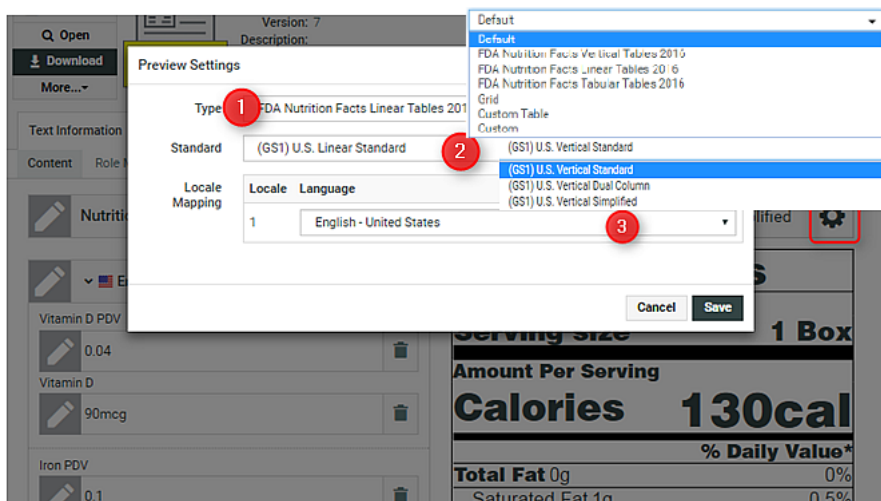 Open
Version: 7
Description:
Download
More...
Default
Default
FDA Nutrition Facts Vertical Tables 2016
FDA Nutrition Facts Linear Tables 2016
FDA Nutrition Facts Tabular Tables 2016
Grid
Custom Table
Custom
Preview Settings
Type
1
FDA Nutrition Facts Linear Tables 201
Text Information
Standard
(GS1) U.S. Linear Standard
2
(GS1) U.S. Vertical Standard
(GS1) U.S. Vertical Standard
(GS1) U.S. Vertical Dual Column
(GS1) U.S. Vertical Simplified
Content
Role
Locale Mapping
Locale
Language
1
English - United States
3
Cancel
Save
Vitamin D PDV
0.04
Vitamin D
90mcg
Iron PDV
0.1
Serving size 1 Box
Amount Per Serving
Calories 130cal
% Daily Value*
Total Fat 0g 0%
Saturated Fat 1g 0.5%